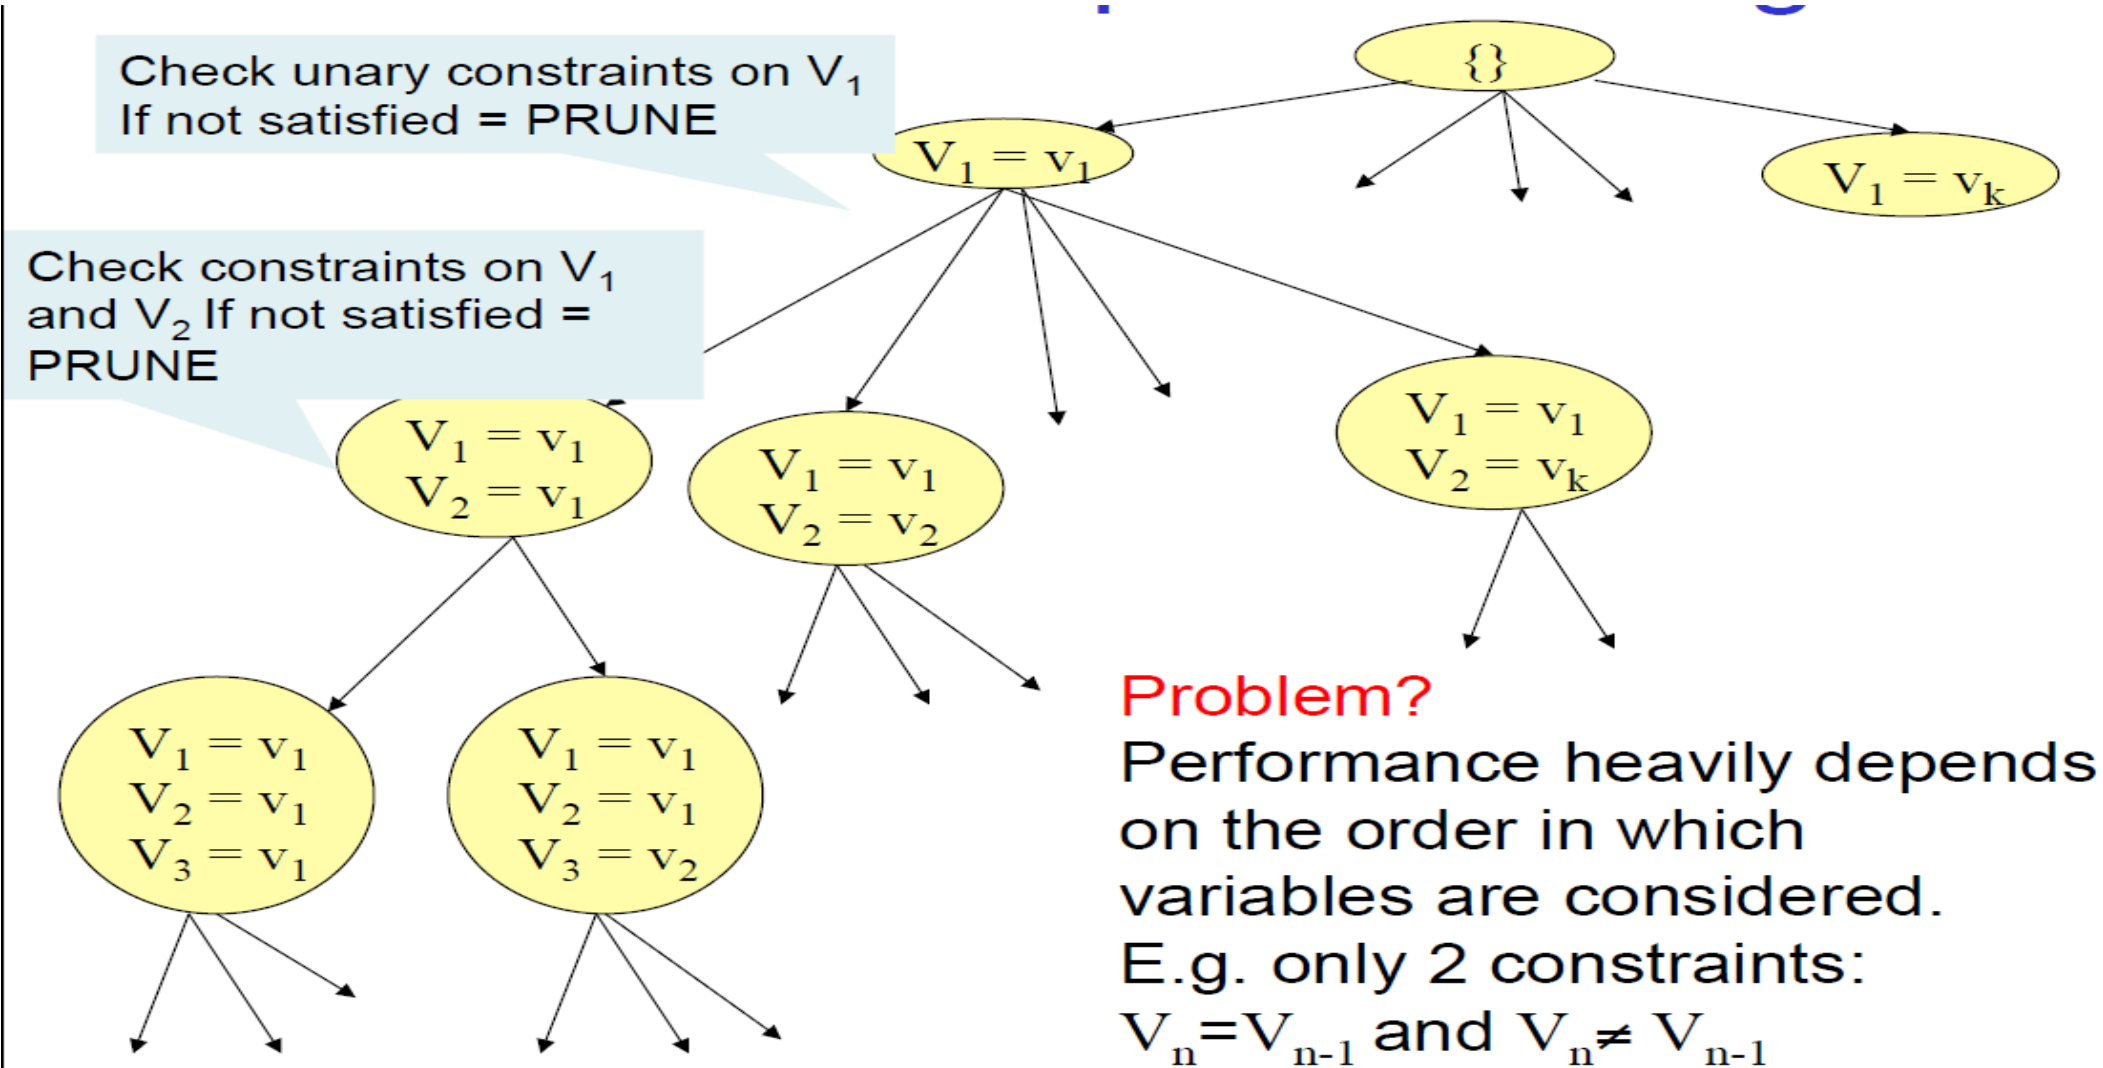 Check unary constraints on V₁
If not satisfied = PRUNE
{}
V₁ = v₁
V₁ = vₖ
Check constraints on V₁
and V₂ If not satisfied =
PRUNE
V₁ = v₁
V₂ = v₁
V₁ = v₁
V₂ = v₂
V₁ = v₁
V₂ = vₖ
V₁ = v₁
V₂ = v₁
V₃ = v₁
V₁ = v₁
V₂ = v₁
V₃ = v₂
Problem?
Performance heavily depends
on the order in which
variables are considered.
E.g. only 2 constraints:
Vₙ=Vₙ₋₁ and Vₙ≠ Vₙ₋₁